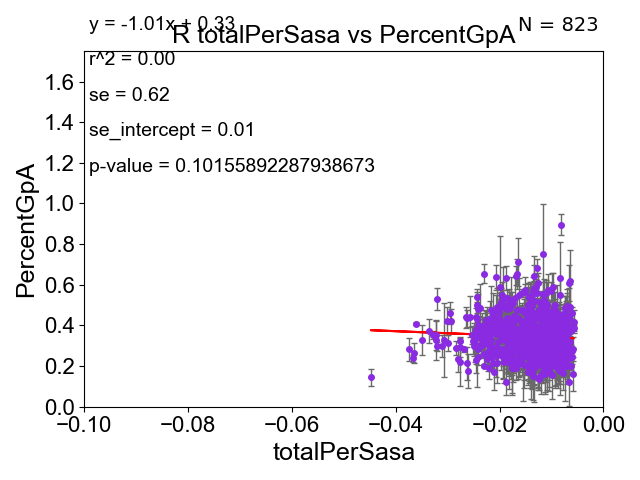 y = -1.01x + 0.33
R totalPerSasa vs PercentGpA
N = 823
r^2 = 0.00
se = 0.62
se_intercept = 0.01
p-value = 0.10155892287938673
PercentGpA
1.6
1.4
1.2
1.0
0.8
0.6
0.4
0.2
0.0
−0.10
−0.08
−0.06
−0.04
−0.02
0.00
totalPerSasa